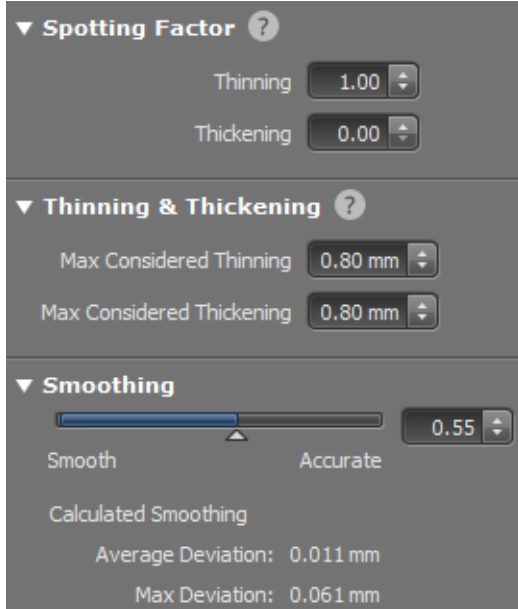 Spotting Factor ?
Thinning 1.00
Thickening 0.00
Thinning & Thickening ?
Max Considered Thinning 0.80 mm
Max Considered Thickening 0.80 mm
Smoothing
0.55
Smooth Accurate
Calculated Smoothing
Average Deviation: 0.011 mm
Max Deviation: 0.061 mm